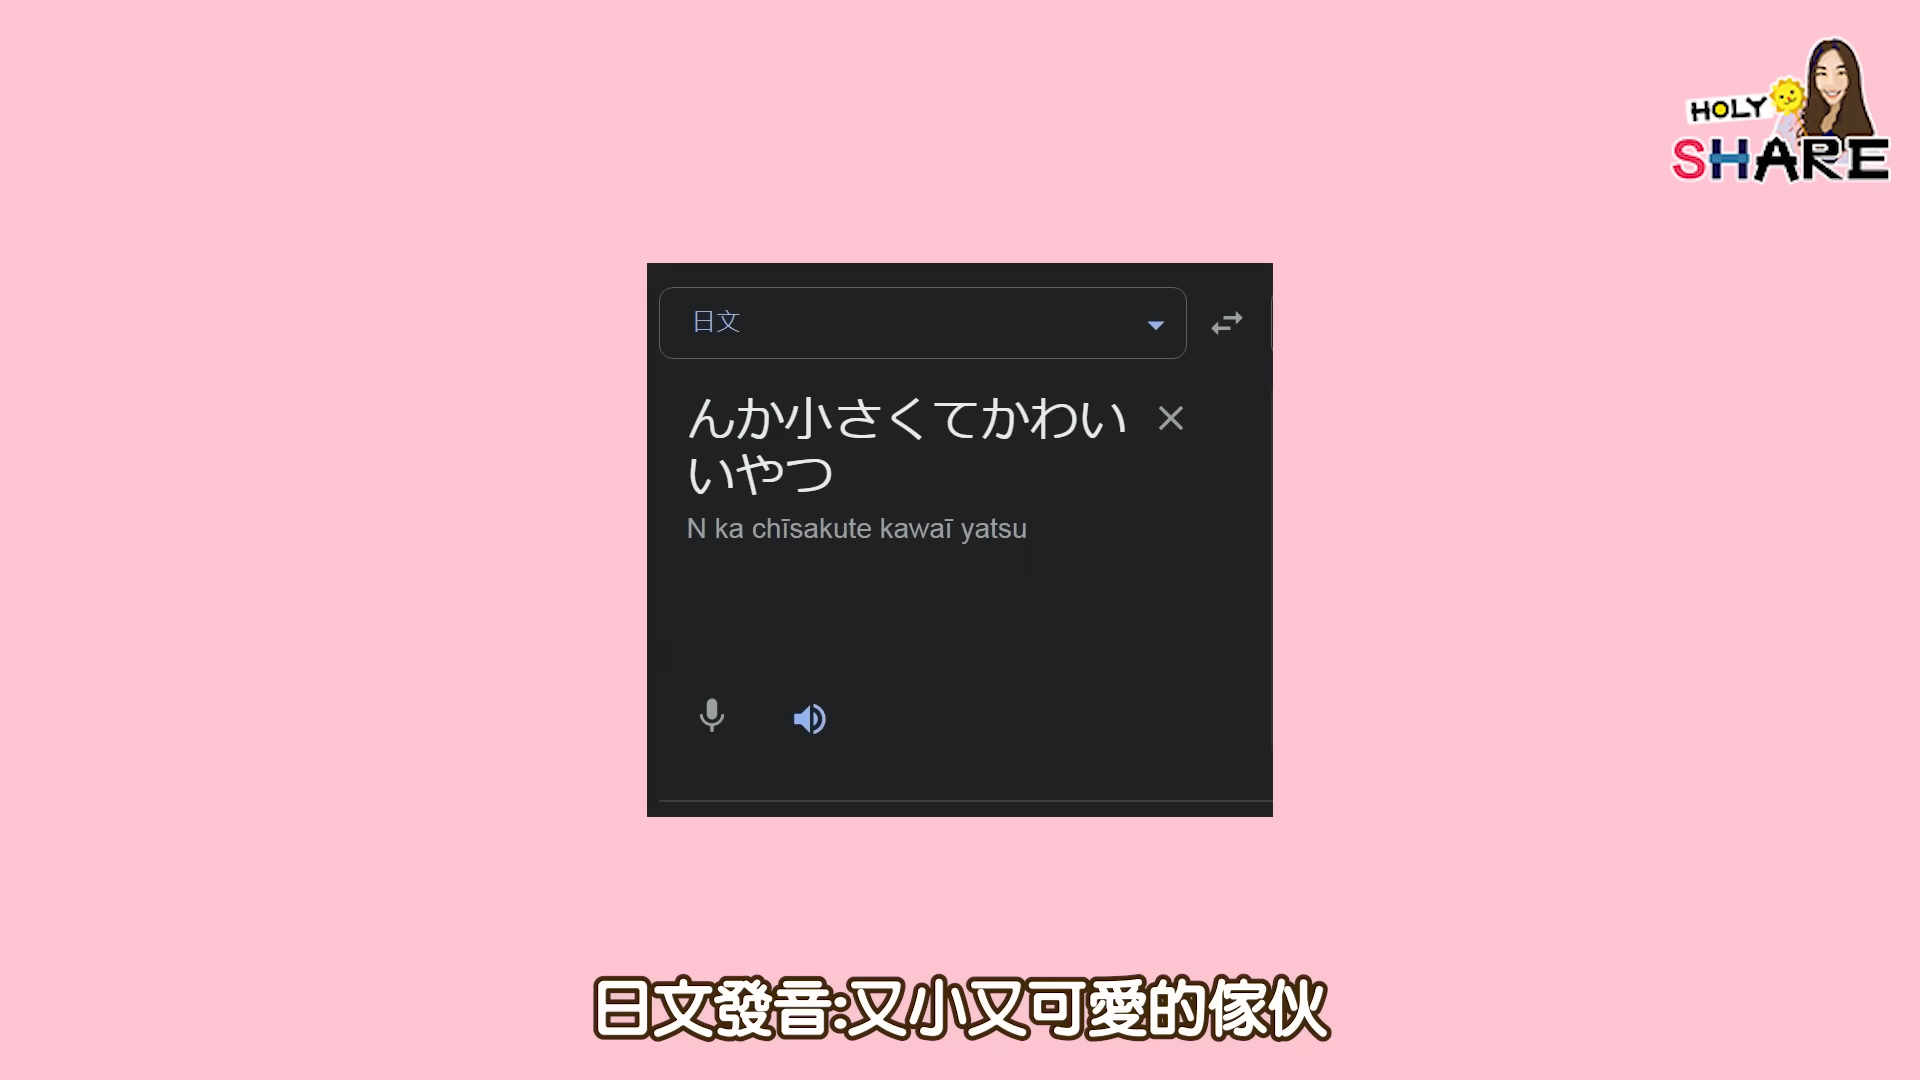 HOLY
SHARE
日文
んか小さくてかわい
いやつ
N ka chīsakute kawaī yatsu
日文發音:又小又可愛的傢伙